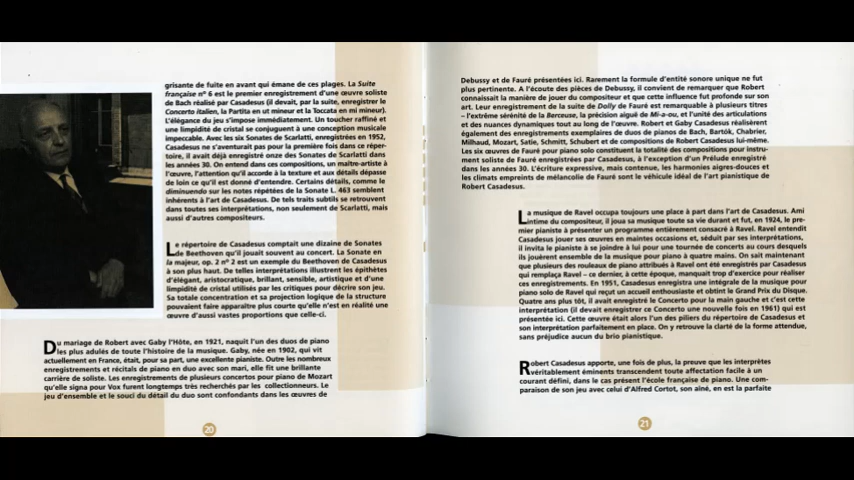 grisante de fuite en avant qui émane de ces plages. La Suite
française n° 6 est le premier enregistrement d'une œuvre soliste
de Bach réalisé par Casadesus (il devait, par la suite, enregistrer le
Concerto italien, la Partita en ut mineur et la Toccata en mi mineur).
L'élégance du jeu s'impose immédiatement. Un toucher raffiné et
une limpidité de cristal se conjuguent à une conception musicale
impeccable. Avec les six Sonates de Scarlatti, enregistrées en 1952,
Casadesus ne s'aventurait pas pour la première fois dans ce réper-
toire, il avait déjà enregistré onze des Sonates de Scarlatti dans
les années 30. On entend dans ces compositions, un maître-artiste à
l'œuvre, l'attention qu'il accorde à la texture et aux détails dépasse
de loin ce qu'il est donné d'entendre. Certains détails, comme le
diminuendo sur les notes répétées de la Sonate L. 463 semblent
inhérents à l'art de Casadesus. De tels traits subtils se retrouvent
dans toutes ses interprétations, non seulement de Scarlatti, mais
aussi d'autres compositeurs.
Le répertoire de Casadesus comptait une dizaine de Sonates
de Beethoven qu'il jouait souvent au concert. La Sonate en
la majeur, op. 2 n° 2 est un exemple du Beethoven de Casadesus
à son plus haut. De telles interprétations illustrent les épithètes
d'élégant, aristocratique, brillant, sensible, artistique et d'une
limpidité de cristal utilisés par les critiques pour décrire son jeu.
Sa totale concentration et sa projection logique de la structure
pouvaient faire apparaître plus courte qu'elle n'est en réalité une
œuvre d'aussi vastes proportions que celle-ci.
Du mariage de Robert avec Gaby l'Hôte, en 1921, naquit l'un des duos de piano
les plus adulés de toute l'histoire de la musique. Gaby, née en 1902, qui vit
actuellement en France, était, pour sa part, une excellente pianiste. Outre les nombreux
enregistrements et récitals de piano en duo avec son mari, elle fit une brillante
carrière de soliste. Les enregistrements de plusieurs concertos pour piano de Mozart
qu'elle signa pour Vox furent longtemps très recherchés par les collectionneurs. Le
jeu d'ensemble et le souci du détail du duo sont confondants dans les œuvres de
20
Debussy et de Fauré présentées ici. Rarement la formule d'entité sonore unique ne fut
plus pertinente. A l'écoute des pièces de Debussy, il convient de remarquer que Robert
connaissait la manière de jouer du compositeur et que cette influence fut profonde sur son
art. Leur enregistrement de la suite de Dolly de Fauré est remarquable à plusieurs titres
– l'extrême sérénité de la Berceuse, la précision aiguë de Mi-a-ou, et l'unité des articulations
et des nuances dynamiques tout au long de l'œuvre. Robert et Gaby Casadesus réalisèrent
également des enregistrements exemplaires de duos de pianos de Bach, Bartók, Chabrier,
Milhaud, Mozart, Satie, Schmitt, Schubert et de compositions de Robert Casadesus lui-même.
Les six œuvres de Fauré pour piano solo constituent la totalité des compositions pour instru-
ment soliste de Fauré enregistrées par Casadesus, à l'exception d'un Prélude enregistré
dans les années 30. L'écriture expressive, mais contenue, les harmonies aigres-douces et
les climats empreints de mélancolie de Fauré sont le véhicule idéal de l'art pianistique de
Robert Casadesus.
La musique de Ravel occupa toujours une place à part dans l'art de Casadesus. Ami
intime du compositeur, il joua sa musique toute sa vie durant et fut, en 1924, le pre-
mier pianiste à présenter un programme entièrement consacré à Ravel. Ravel entendit
Casadesus jouer ses œuvres en maintes occasions et, séduit par ses interprétations,
il invita le pianiste à se joindre à lui pour une tournée de concerts au cours desquels
ils jouèrent ensemble de la musique pour piano à quatre mains. On sait maintenant
que plusieurs des rouleaux de piano attribués à Ravel ont été enregistrés par Casadesus
qui remplaça Ravel – ce dernier, à cette époque, manquait trop d'exercice pour réaliser
ces enregistrements. En 1951, Casadesus enregistra une intégrale de la musique pour
piano solo de Ravel qui reçut un accueil enthousiaste et obtint le Grand Prix du Disque.
Quatre ans plus tôt, il avait enregistré le Concerto pour la main gauche et c'est cette
interprétation (il devait enregistrer ce Concerto une nouvelle fois en 1961) qui est
présentée ici. Cette œuvre était alors l'un des piliers du répertoire de Casadesus et
son interprétation parfaitement en place. On y retrouve la clarté de la forme attendue,
sans préjudice aucun du brio pianistique.
Robert Casadesus apporte, une fois de plus, la preuve que les interprètes
véritablement éminents transcendent toute affectation facile à un
courant défini, dans le cas présent l'école française de piano. Une com-
paraison de son jeu avec celui d'Alfred Cortot, son aîné, en est la parfaite
21